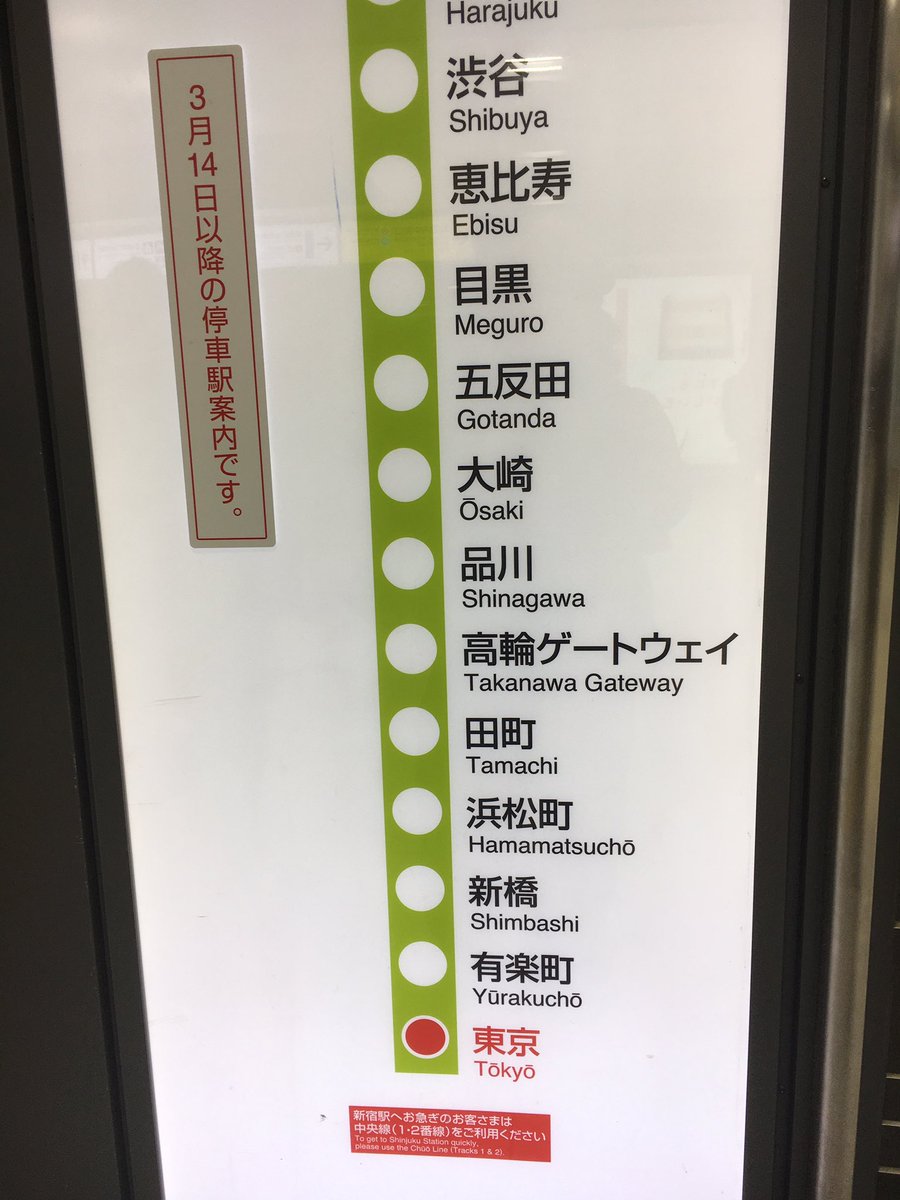 3月14日以降の停車駅案内です。
Harajuku
渋谷
Shibuya
恵比寿
Ebisu
目黒
Meguro
五反田
Gotanda
大崎
Ōsaki
品川
Shinagawa
高輪ゲートウェイ
Takanawa Gateway
田町
Tamachi
浜松町
Hamamatsuchō
新橋
Shimbashi
有楽町
Yūrakuchō
東京
Tōkyō
新宿駅へお急ぎのお客さまは
中央線(1・2番線)をご利用ください
To get to Shinjuku Station quickly,
please use the Chūō Line (Tracks 1 & 2).